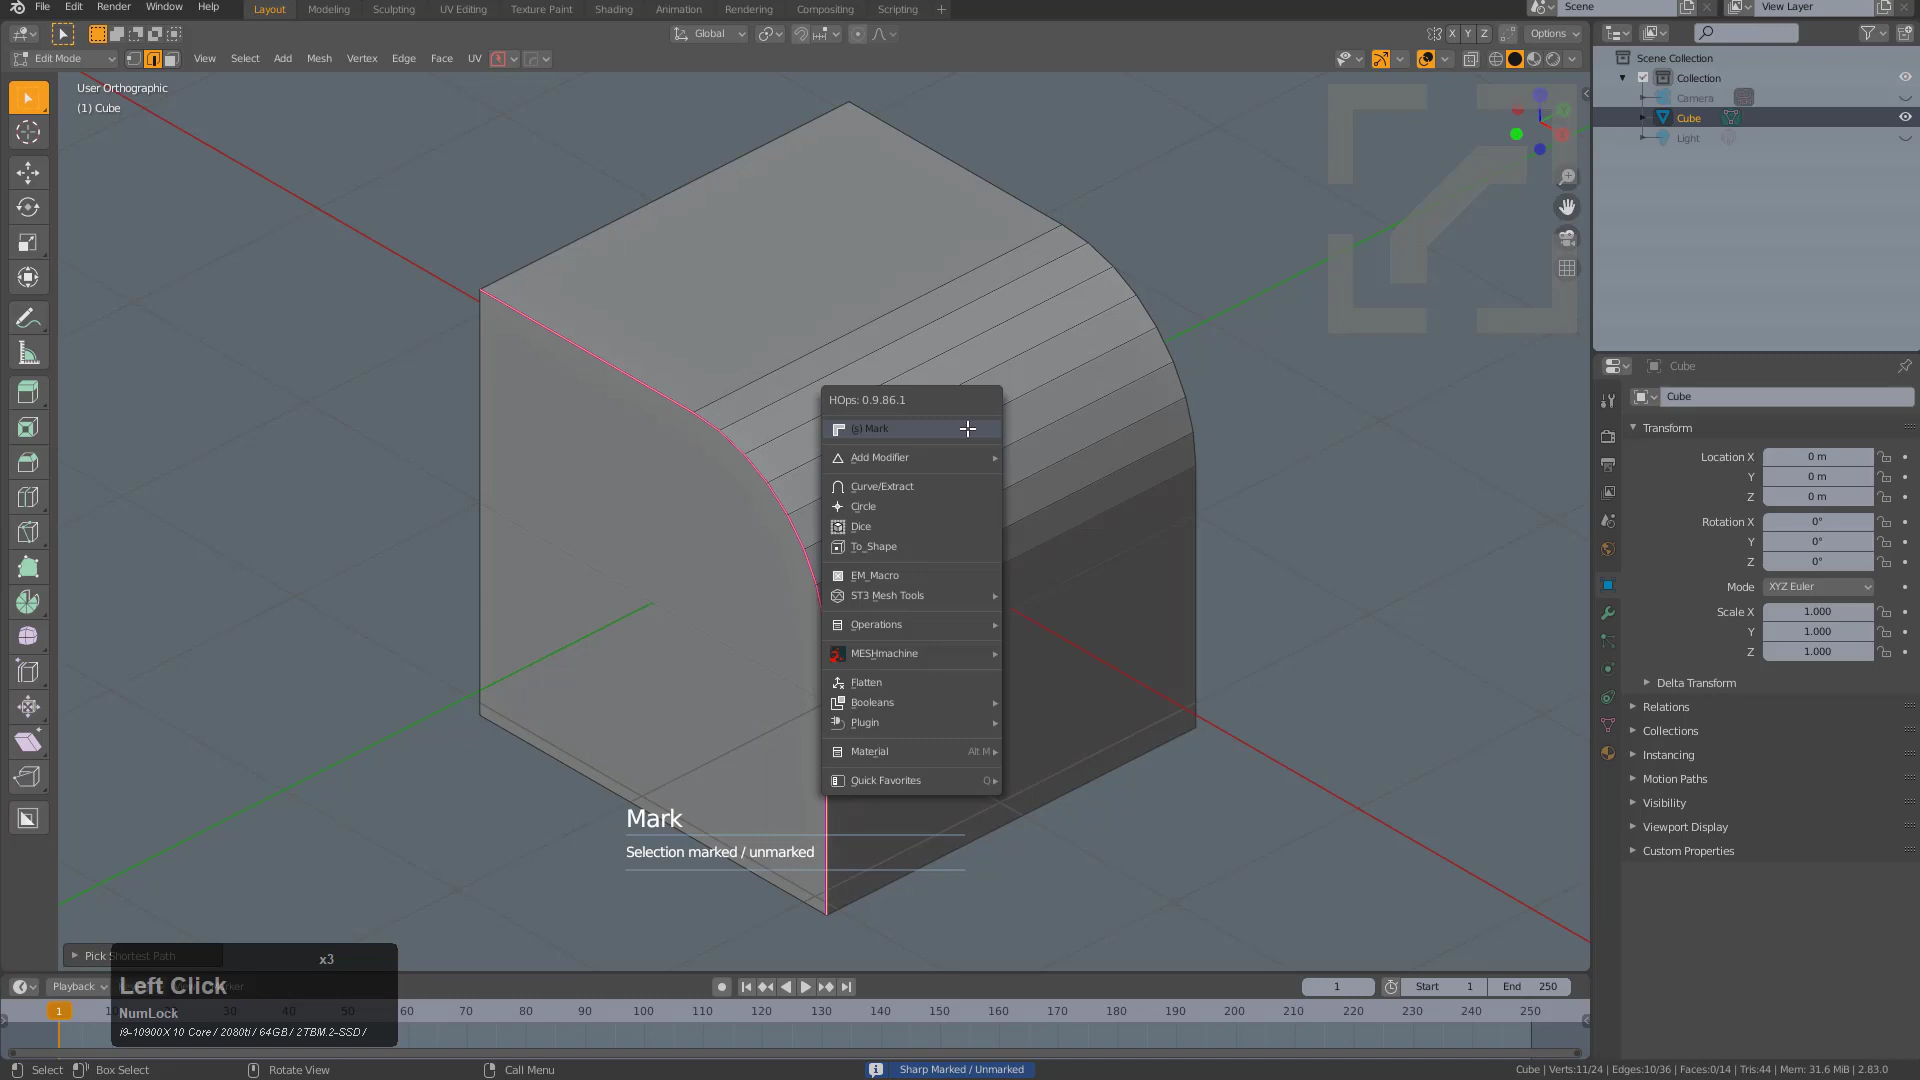 File Edit Render Window Help Layout Modeling Sculpting UV Editing Texture Paint Shading Animation Rendering Compositing Scripting + Scene View Layer
Global X Y Z Options
Edit Mode View Select Add Mesh Vertex Edge Face UV
User Orthographic
(1) Cube
Scene Collection
Collection
Camera
Cube
Light
HOps: 0.9.86.1
(s) Mark
Add Modifier
Curve/Extract
Circle
Dice
To_Shape
EM_Macro
ST3 Mesh Tools
Operations
MESHmachine
Flatten
Booleans
Plugin
Material Alt M
Quick Favorites Q
Mark
Selection marked / unmarked
Cube
Cube
Transform
Location X 0 m
Y 0 m
Z 0 m
Rotation X 0°
Y 0°
Z 0°
Mode XYZ Euler
Scale X 1.000
Y 1.000
Z 1.000
Delta Transform
Relations
Collections
Instancing
Motion Paths
Visibility
Viewport Display
Custom Properties
Pick Shortest Path
x3
Left Click
NumLock
i9-10900X 10 Core / 2080ti / 64GB / 2TBM.2-SSD /
Playback 1 Start 1 End 250
1 30 40 50 60 70 80 90 100 110 120 130 140 150 160 170 180 190 200 210 220 230 240 250
Select Box Select Rotate View Call Menu Sharp Marked / Unmarked Cube | Verts:11/24 | Edges:10/36 | Faces:0/14 | Tris:44 | Mem: 31.6 MiB | 2.83.0